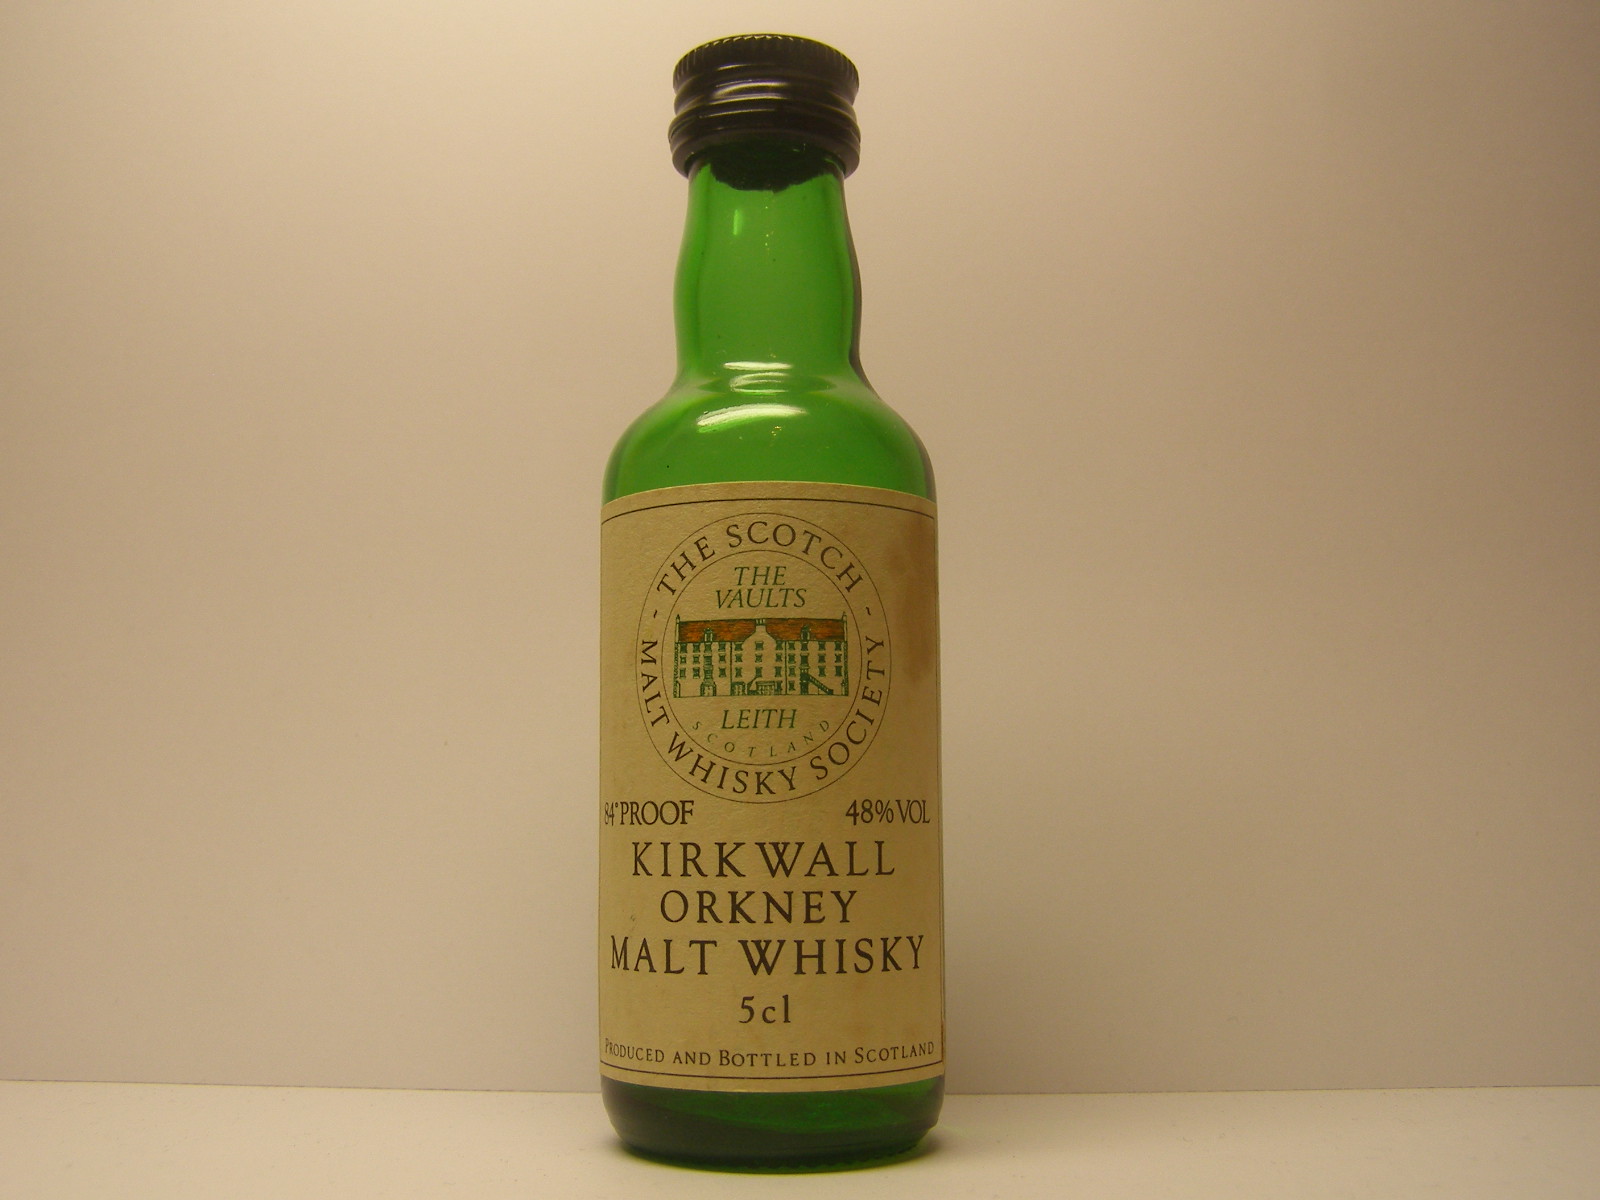 THE SCOTCH
- MALT WHISKY SOCIETY -
THE
VAULTS
LEITH
SCOTLAND
84° PROOF 48% VOL
KIRKWALL
ORKNEY
MALT WHISKY
5cl
PRODUCED AND BOTTLED IN SCOTLAND